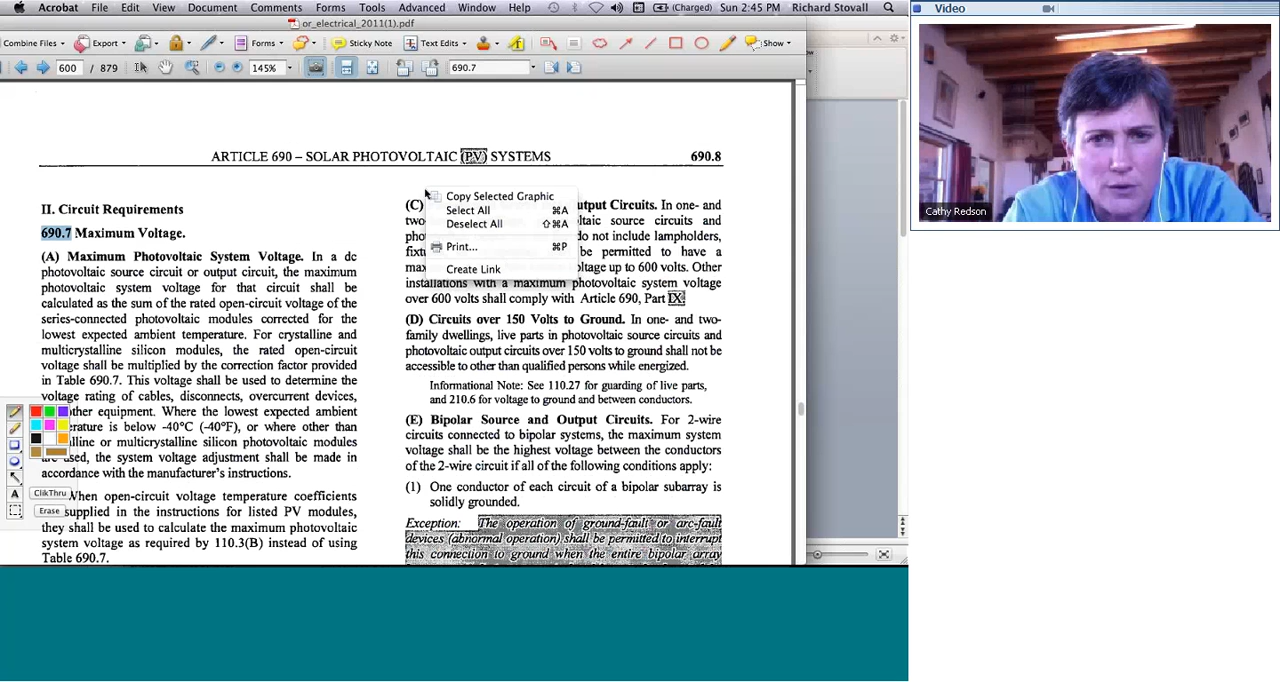 Acrobat File Edit View Document Comments Forms Tools Advanced Window Help (Charged) Sun 2:45 PM Richard Stovall
Video
or_electrical_2011(1).pdf
Combine Files Export Forms Sticky Note Text Edits Show
600 / 879 145% 690.7
ARTICLE 690 – SOLAR PHOTOVOLTAIC (PV) SYSTEMS 690.8
II. Circuit Requirements
690.7 Maximum Voltage.
(A) Maximum Photovoltaic System Voltage. In a dc
photovoltaic source circuit or output circuit, the maximum
photovoltaic system voltage for that circuit shall be
calculated as the sum of the rated open-circuit voltage of the
series-connected photovoltaic modules corrected for the
lowest expected ambient temperature. For crystalline and
multicrystalline silicon modules, the rated open-circuit
voltage shall be multiplied by the correction factor provided
in Table 690.7. This voltage shall be used to determine the
voltage rating of cables, disconnects, overcurrent devices,
other equipment. Where the lowest expected ambient
erature is below -40°C (-40°F), or where other than
alline or multicrystalline silicon photovoltaic modules
are used, the system voltage adjustment shall be made in
accordance with the manufacturer's instructions.
When open-circuit voltage temperature coefficients
supplied in the instructions for listed PV modules,
they shall be used to calculate the maximum photovoltaic
system voltage as required by 110.3(B) instead of using
Table 690.7.
A ClikThru
Erase
(C) utput Circuits. In one- and
two- taic source circuits and
pho do not include lampholders,
fixt be permitted to have a
max oltage up to 600 volts. Other
installations with a maximum photovoltaic system voltage
over 600 volts shall comply with Article 690, Part IX.
Copy Selected Graphic
Select All ⌘A
Deselect All ⇧⌘A
Print... ⌘P
Create Link
(D) Circuits over 150 Volts to Ground. In one- and two-
family dwellings, live parts in photovoltaic source circuits and
photovoltaic output circuits over 150 volts to ground shall not be
accessible to other than qualified persons while energized.
Informational Note: See 110.27 for guarding of live parts,
and 210.6 for voltage to ground and between conductors.
(E) Bipolar Source and Output Circuits. For 2-wire
circuits connected to bipolar systems, the maximum system
voltage shall be the highest voltage between the conductors
of the 2-wire circuit if all of the following conditions apply:
(1) One conductor of each circuit of a bipolar subarray is
solidly grounded.
Exception: The operation of ground-fault or arc-fault
devices (abnormal operation) shall be permitted to interrupt
this connection to ground when the entire bipolar array
Cathy Redson